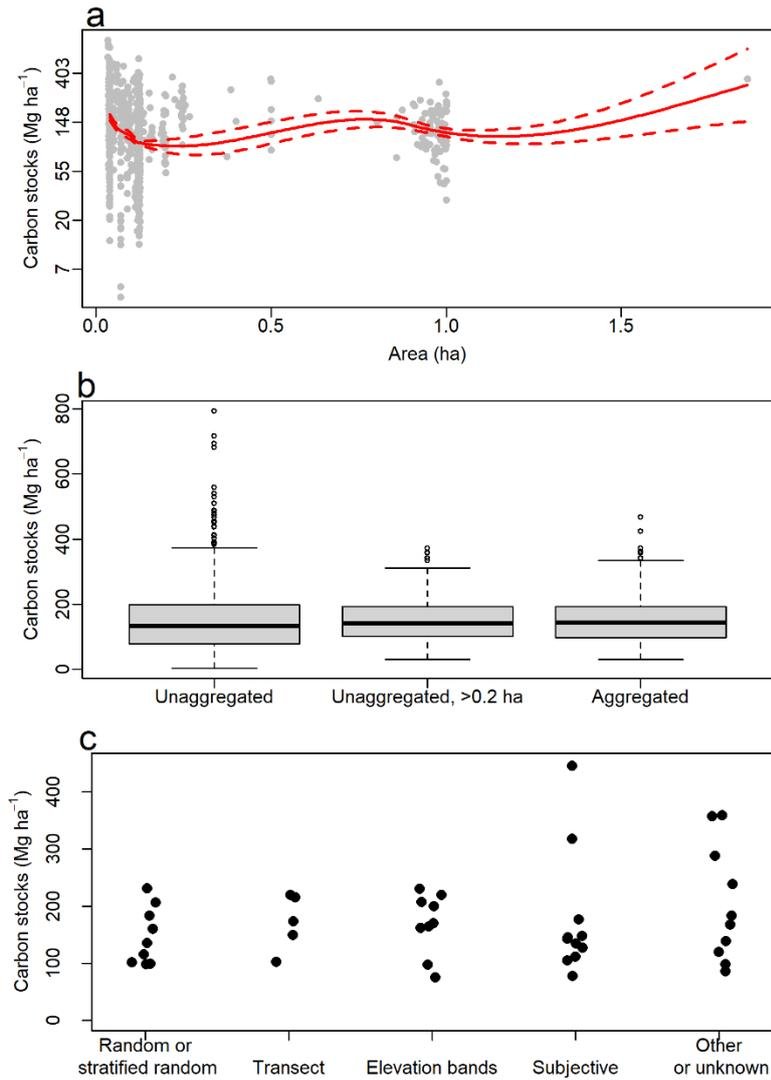 a
Carbon stocks (Mg ha⁻¹)
403
148
55
20
7
0.0 0.5 1.0 1.5
Area (ha)
b
Carbon stocks (Mg ha⁻¹)
800
600
400
200
0
Unaggregated Unaggregated, >0.2 ha Aggregated
c
Carbon stocks (Mg ha⁻¹)
400
300
200
100
0
Random or stratified random Transect Elevation bands Subjective Other or unknown